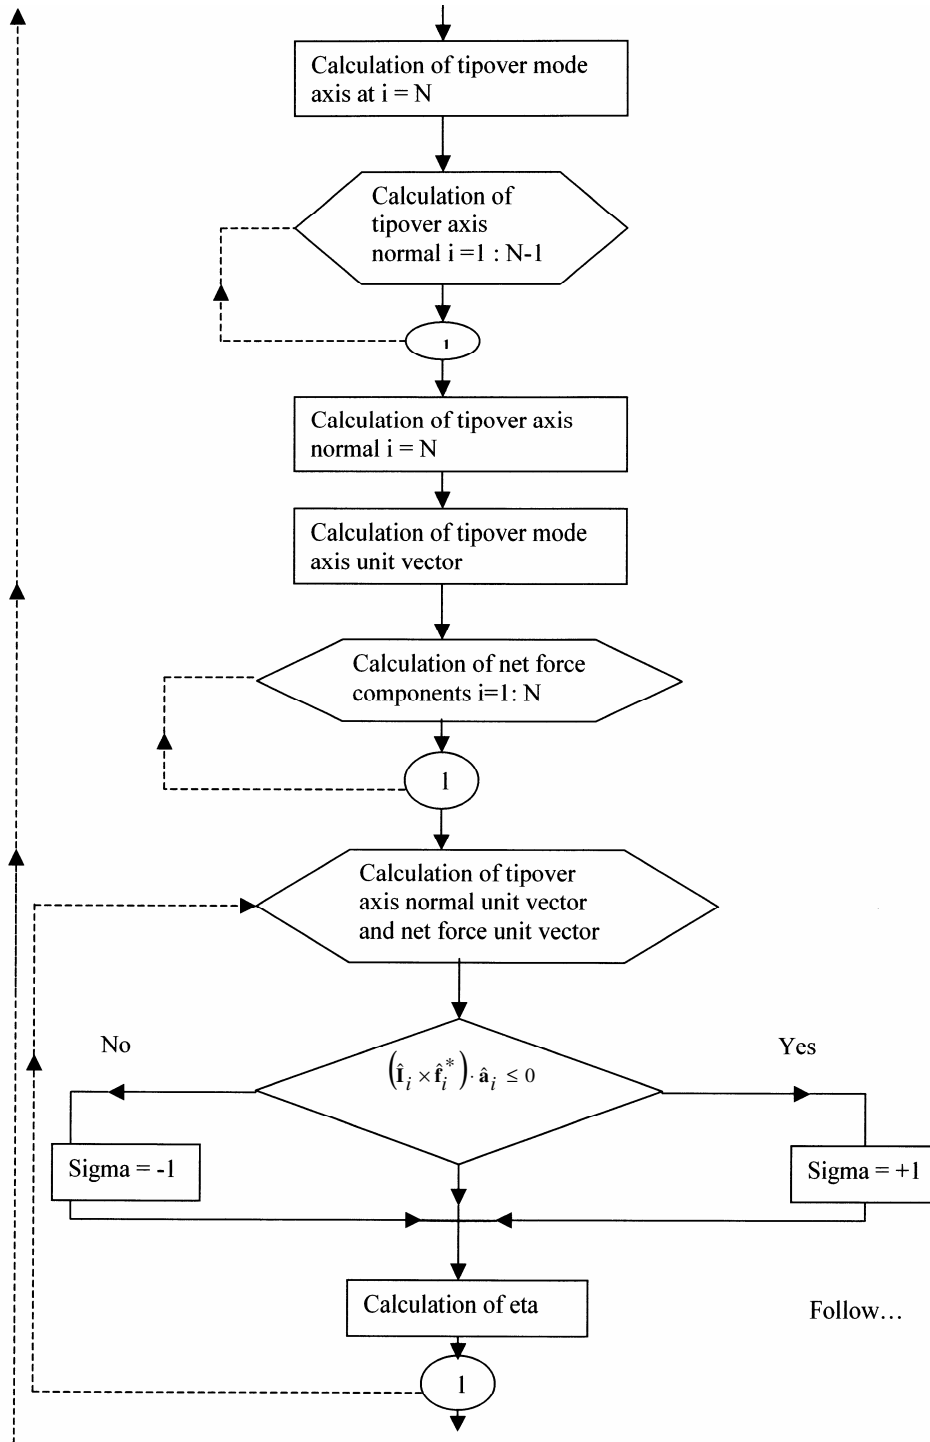 Calculation of tipover mode
axis at i = N
Calculation of
tipover axis
normal i =1 : N-1
1
Calculation of tipover axis
normal i = N
Calculation of tipover mode
axis unit vector
Calculation of net force
components i=1: N
1
Calculation of tipover
axis normal unit vector
and net force unit vector
No
Yes
(Î_i × f̂_i^*) · â_i ≤ 0
Sigma = -1
Sigma = +1
Calculation of eta
Follow…
1